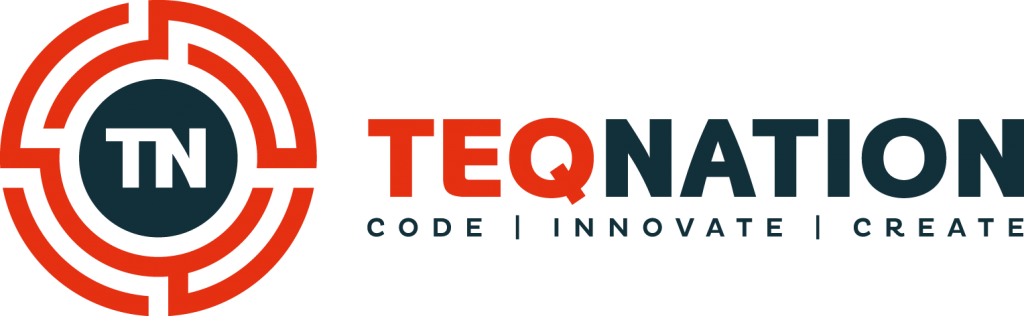 TN
TEQNATION
CODE | INNOVATE | CREATE